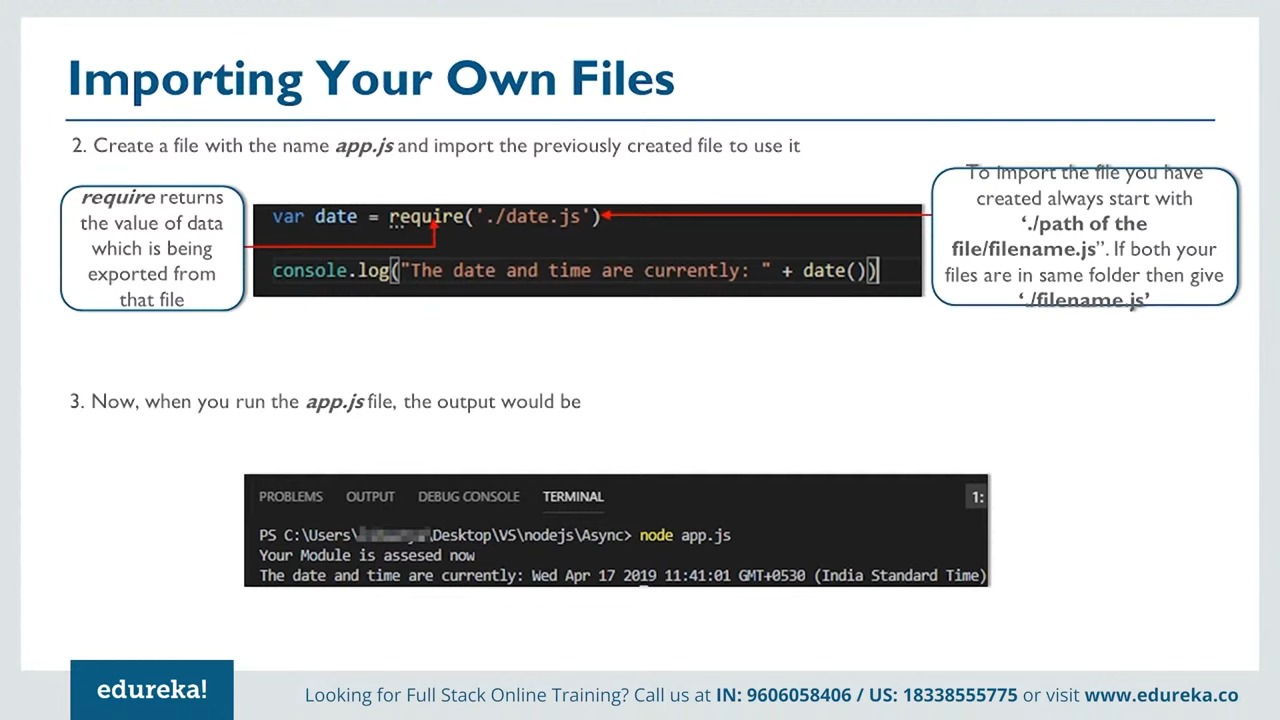 Importing Your Own Files
2. Create a file with the name app.js and import the previously created file to use it
require returns
the value of data
which is being
exported from
that file
var date = require('./date.js')
console.log("The date and time are currently: " + date())
To import the file you have
created always start with
‘./path of the
file/filename.js”. If both your
files are in same folder then give
‘./filename.js’
3. Now, when you run the app.js file, the output would be
PROBLEMS OUTPUT DEBUG CONSOLE TERMINAL 1:
PS C:\Users\ \Desktop\VS\nodejs\Async> node app.js
Your Module is assesed now
The date and time are currently: Wed Apr 17 2019 11:41:01 GMT+0530 (India Standard Time)
edureka!
Looking for Full Stack Online Training? Call us at IN: 9606058406 / US: 18338555775 or visit www.edureka.co